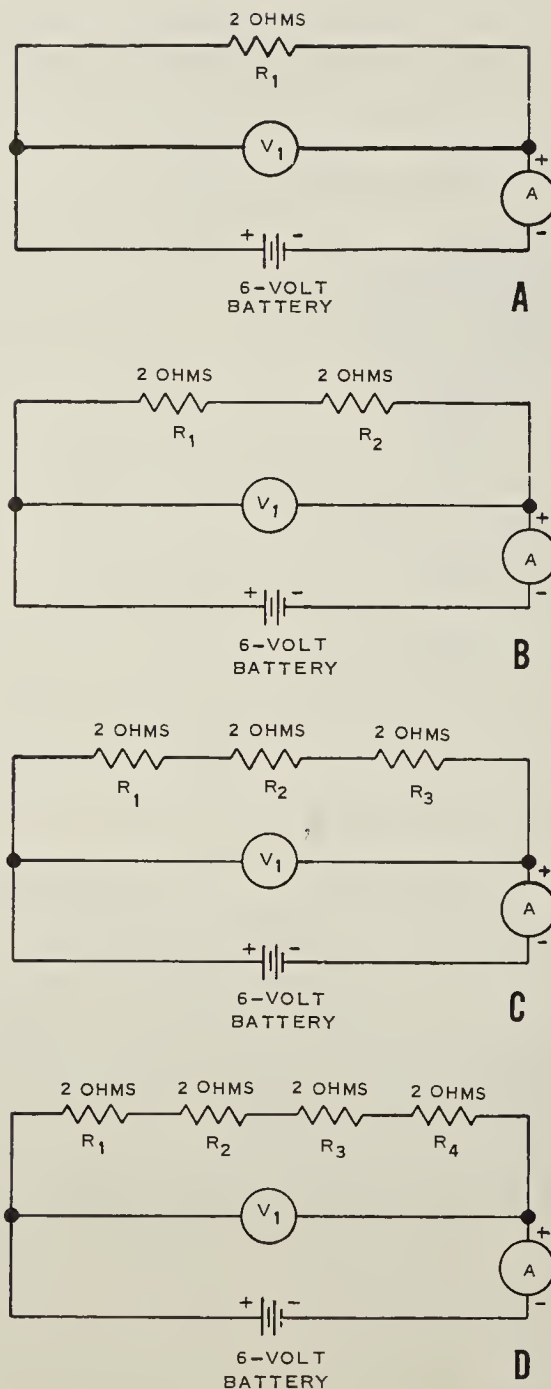 2 OHMS
R1
V1
+
A
-
+ -
6-VOLT
BATTERY
A
2 OHMS 2 OHMS
R1 R2
V1
+
A
-
+ -
6-VOLT
BATTERY
B
2 OHMS 2 OHMS 2 OHMS
R1 R2 R3
V1
+
A
-
+ -
6-VOLT
BATTERY
C
2 OHMS 2 OHMS 2 OHMS 2 OHMS
R1 R2 R3 R4
V1
+
A
-
+ -
6-VOLT
BATTERY
D